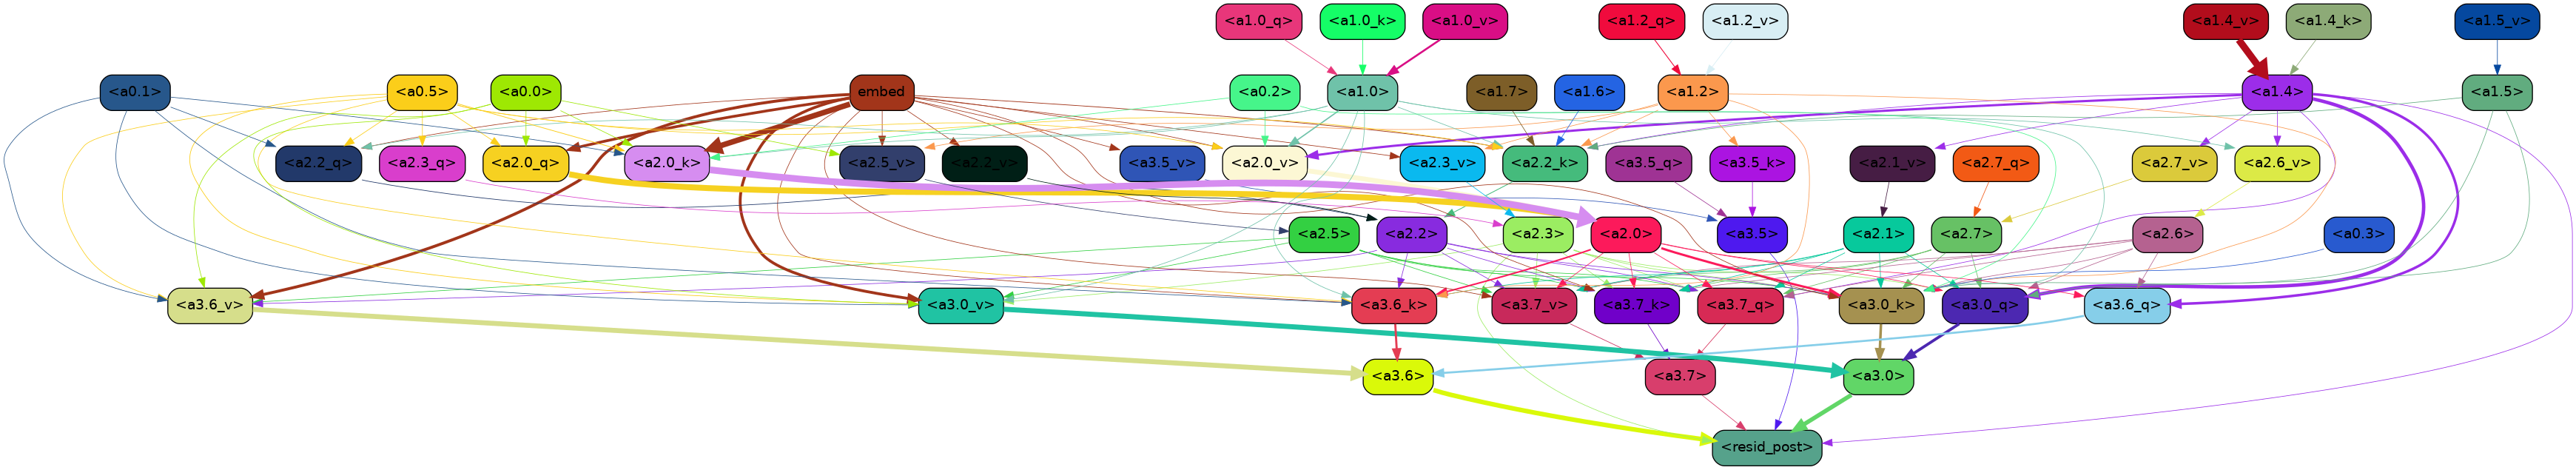 <a1.0_q> <a1.0_k> <a1.0_v> <a1.2_q> <a1.2_v> <a1.4_v> <a1.4_k> <a1.5_v>
<a0.1> <a0.5> <a0.0> embed <a0.2> <a1.0> <a1.7> <a1.6> <a1.2> <a1.4> <a1.5>
<a2.2_q> <a2.3_q> <a2.0_q> <a2.0_k> <a2.5_v> <a2.2_v> <a3.5_v> <a2.0_v> <a2.3_v> <a2.2_k> <a3.5_q> <a3.5_k> <a2.1_v> <a2.7_q> <a2.7_v> <a2.6_v>
<a2.5> <a2.2> <a2.3> <a2.0> <a3.5> <a2.1> <a2.7> <a2.6> <a0.3>
<a3.6_v> <a3.0_v> <a3.6_k> <a3.7_v> <a3.7_k> <a3.7_q> <a3.0_k> <a3.0_q> <a3.6_q>
<a3.6> <a3.7> <a3.0>
<resid_post>